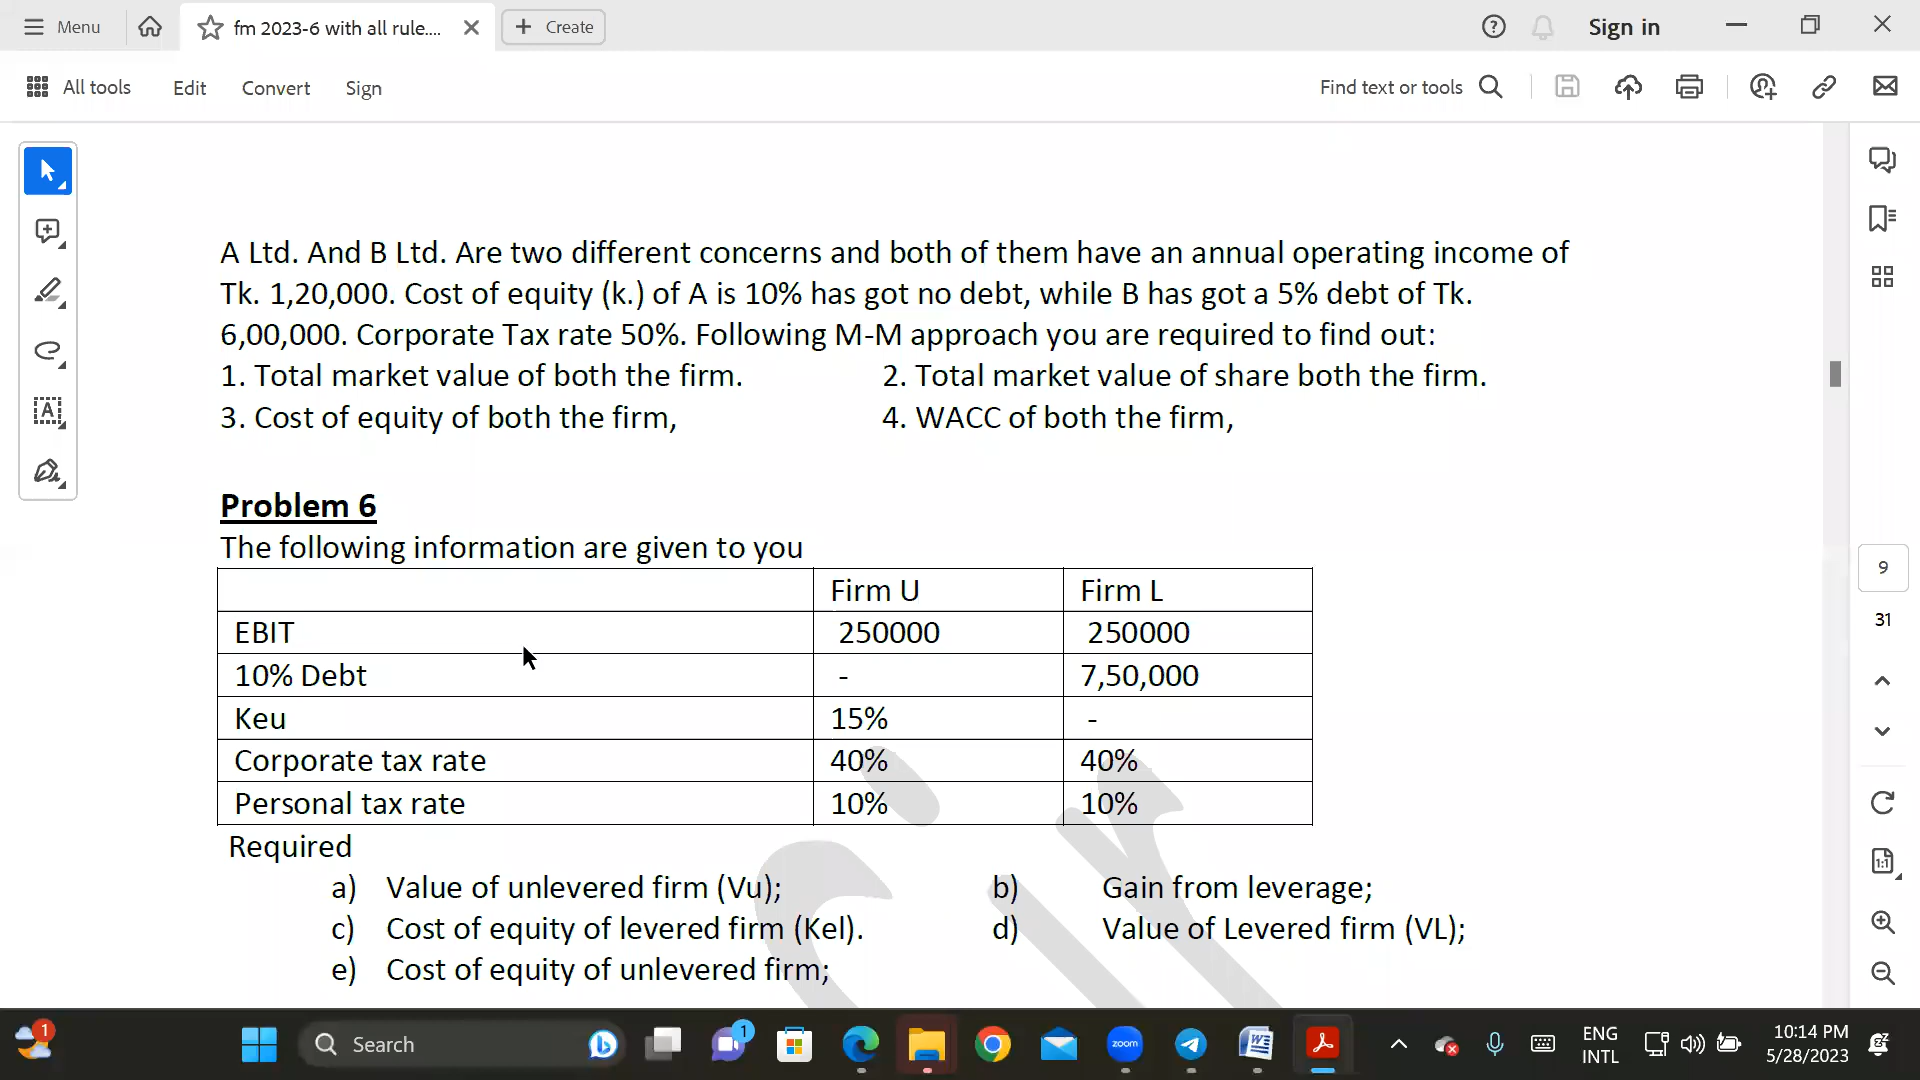 Menu
fm 2023-6 with all rule....
Create
Sign in
All tools
Edit
Convert
Sign
Find text or tools
A Ltd. And B Ltd. Are two different concerns and both of them have an annual operating income of
Tk. 1,20,000. Cost of equity (k.) of A is 10% has got no debt, while B has got a 5% debt of Tk.
6,00,000. Corporate Tax rate 50%. Following M-M approach you are required to find out:
1. Total market value of both the firm. 2. Total market value of share both the firm.
3. Cost of equity of both the firm, 4. WACC of both the firm,
Problem 6
The following information are given to you
Firm U Firm L
EBIT 250000 250000
10% Debt - 7,50,000
Keu 15% -
Corporate tax rate 40% 40%
Personal tax rate 10% 10%
Required
a) Value of unlevered firm (Vu); b) Gain from leverage;
c) Cost of equity of levered firm (Kel). d) Value of Levered firm (VL);
e) Cost of equity of unlevered firm;
9
31
1:1
1
Search
1
zoom
ENG
INTL
10:14 PM
5/28/2023